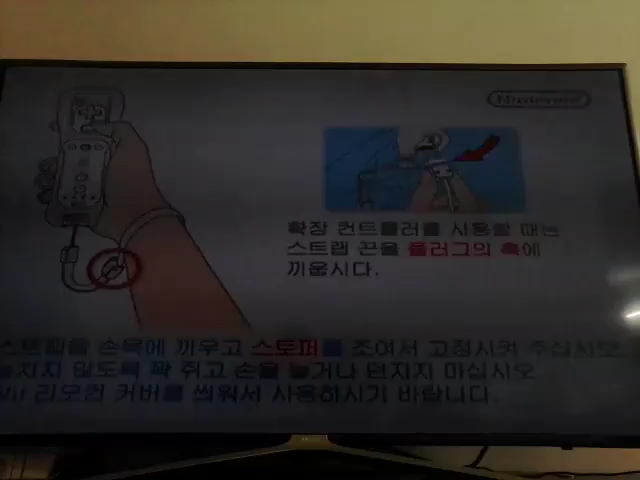 Nintendo
확장 컨트롤러를 사용할 때는
스트랩 끈을 플러그의 훅에
끼웁시다.
스트랩을 손목에 끼우고 스토퍼를 조여서 고정시켜 주십시오.
놓치지 않도록 꽉 쥐고 손을 놓거나 던지지 마십시오.
Wii 리모컨 커버를 씌워서 사용하시기 바랍니다.